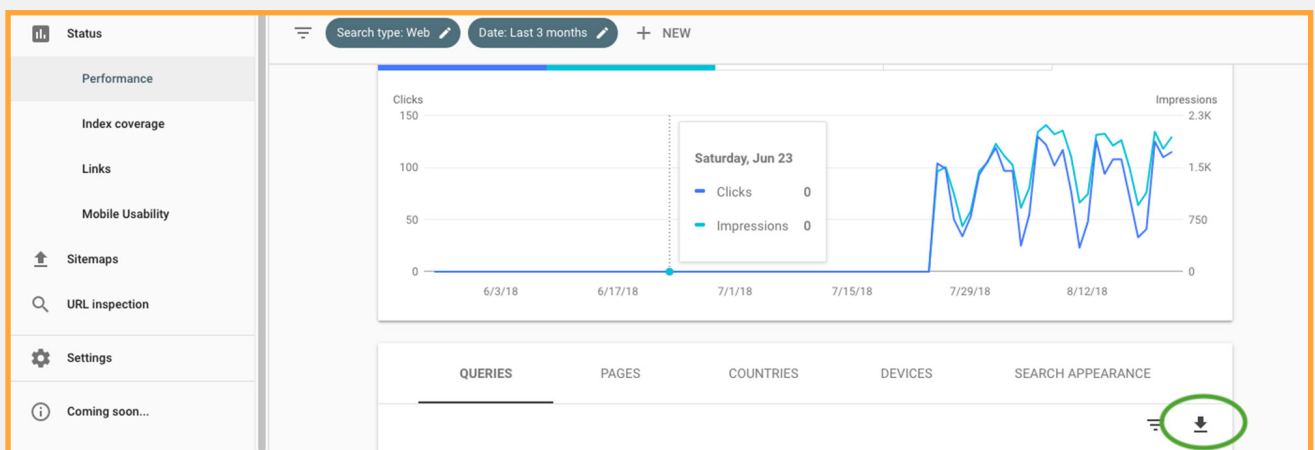 Status
Performance
Index coverage
Links
Mobile Usability
Sitemaps
URL inspection
Settings
Coming soon...
Search type: Web
Date: Last 3 months
NEW
Clicks
Impressions
150
2.3K
100
1.5K
50
750
0
0
Saturday, Jun 23
Clicks 0
Impressions 0
6/3/18 6/17/18 7/1/18 7/15/18 7/29/18 8/12/18
QUERIES PAGES COUNTRIES DEVICES SEARCH APPEARANCE